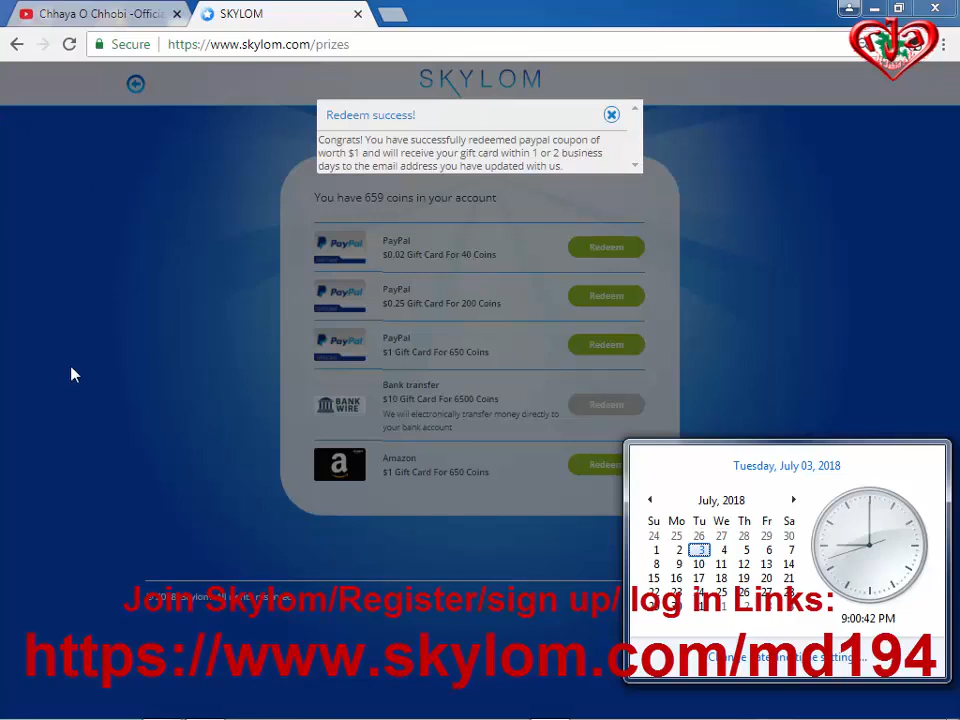 Chhaya O Chhobi -Officia
SKYLOM
Secure
https://www.skylom.com/prizes
SKYLOM
Redeem success!
Congrats! You have successfully redeemed paypal coupon of
worth $1 and will receive your gift card within 1 or 2 business
days to the email address you have updated with us.
You have 659 coins in your account
PayPal
PayPal
$0.02 Gift Card For 40 Coins
Redeem
PayPal
PayPal
$0.25 Gift Card For 200 Coins
Redeem
PayPal
PayPal
$1 Gift Card For 650 Coins
Redeem
BANK
WIRE
Bank transfer
$10 Gift Card For 6500 Coins
We will electronically transfer money directly to
your bank account
Redeem
a
Amazon
$1 Gift Card For 650 Coins
Redeem
Tuesday, July 03, 2018
July, 2018
Su Mo Tu We Th Fr Sa
24 25 26 27 28 29 30
1 2 3 4 5 6 7
8 9 10 11 12 13 14
15 16 17 18 19 20 21
9:00:42 PM
Join Skylom/Register/sign up/ log in Links:
https://www.skylom.com/md194